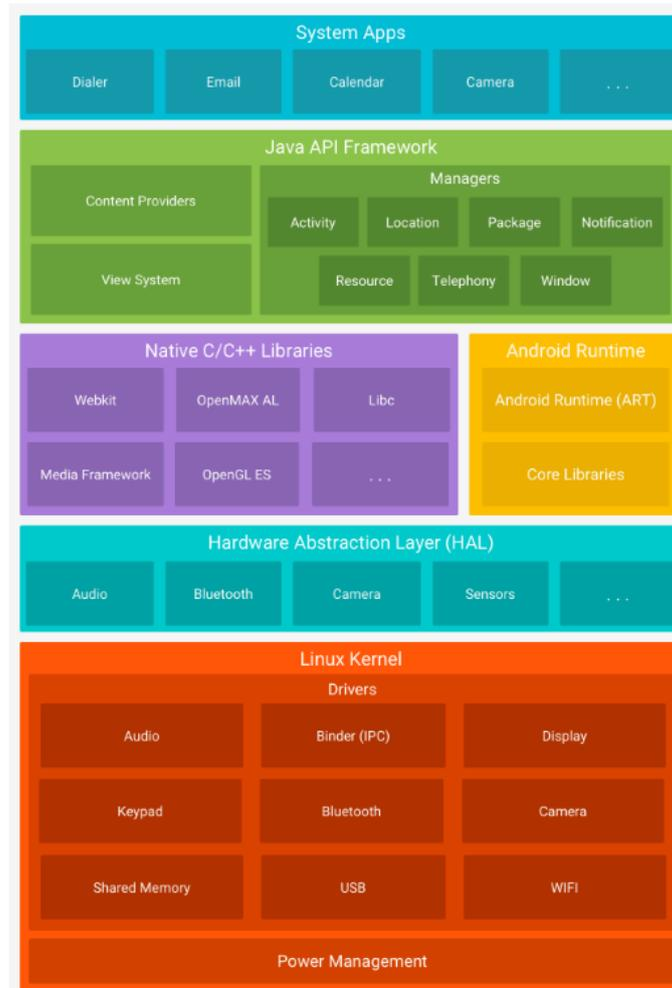 System Apps
Dialer
Email
Calendar
Camera
. . .
Java API Framework
Content Providers
View System
Managers
Activity
Location
Package
Notification
Resource
Telephony
Window
Native C/C++ Libraries
Webkit
OpenMAX AL
Libc
Media Framework
OpenGL ES
. . .
Android Runtime
Android Runtime (ART)
Core Libraries
Hardware Abstraction Layer (HAL)
Audio
Bluetooth
Camera
Sensors
. . .
Linux Kernel
Drivers
Audio
Binder (IPC)
Display
Keypad
Bluetooth
Camera
Shared Memory
USB
WIFI
Power Management